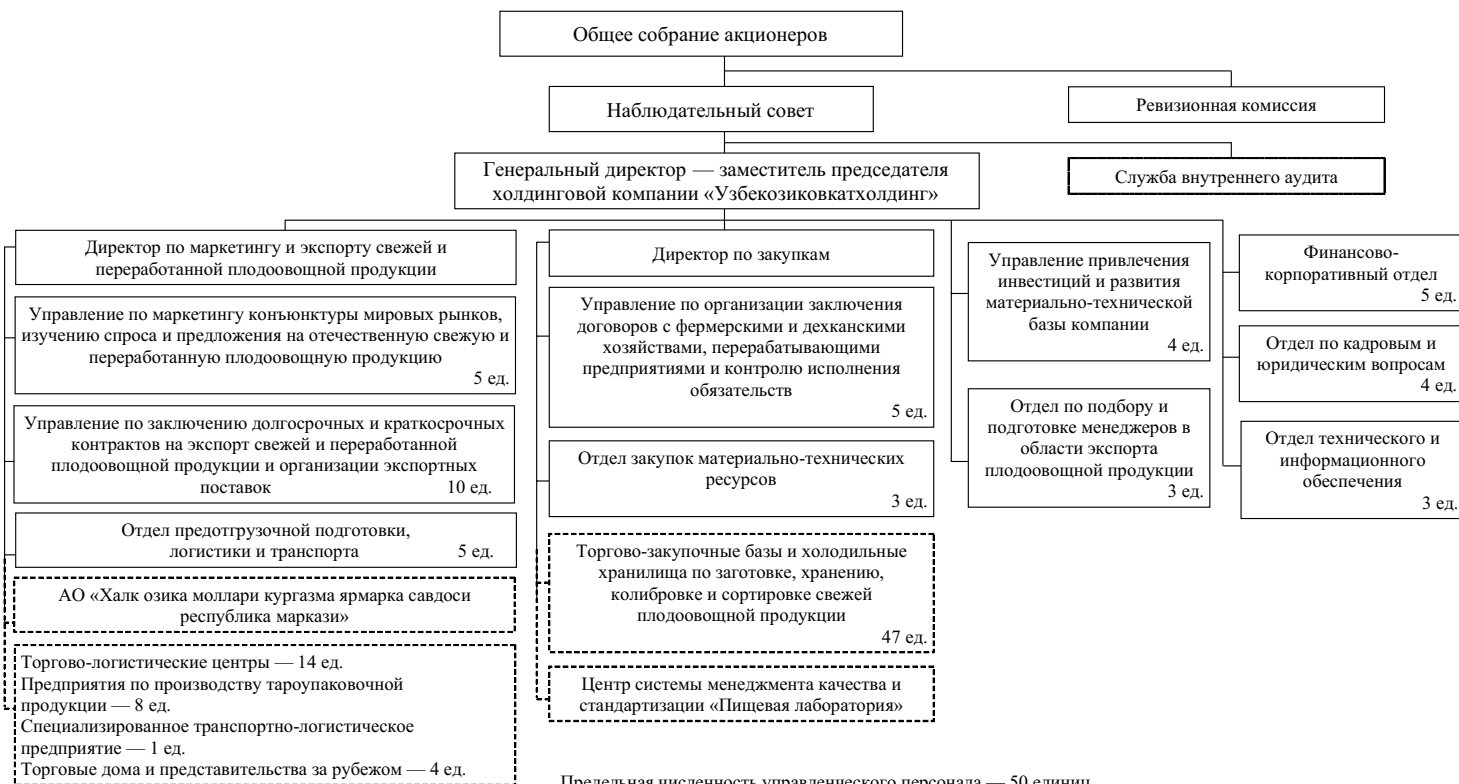 Общее собрание акционеров
Наблюдательный совет
Ревизионная комиссия
Генеральный директор — заместитель председателя
холдинговой компании «Узбекозиковкатхолдинг»
Служба внутреннего аудита
Директор по маркетингу и экспорту свежей и
переработанной плодоовощной продукции
Управление по маркетингу конъюнктуры мировых рынков,
изучению спроса и предложения на отечественную свежую и
переработанную плодоовощную продукцию
5 ед.
Управление по заключению долгосрочных и краткосрочных
контрактов на экспорт свежей и переработанной
плодоовощной продукции и организации экспортных
поставок 10 ед.
Отдел предотгрузочной подготовки,
логистики и транспорта 5 ед.
АО «Халк озика моллари кургазма ярмарка савдоси
республика маркази»
Торгово-логистические центры — 14 ед.
Предприятия по производству тароупаковочной
продукции — 8 ед.
Специализированное транспортно-логистическое
предприятие — 1 ед.
Торговые дома и представительства за рубежом — 4 ед.
Директор по закупкам
Управление по организации заключения
договоров с фермерскими и дехканскими
хозяйствами, перерабатывающими
предприятиями и контролю исполнения
обязательств
5 ед.
Отдел закупок материально-технических
ресурсов
3 ед.
Торгово-закупочные базы и холодильные
хранилища по заготовке, хранению,
колибровке и сортировке свежей
плодоовощной продукции
47 ед.
Центр системы менеджмента качества и
стандартизации «Пищевая лаборатория»
Управление привлечения
инвестиций и развития
материально-технической
базы компании
4 ед.
Отдел по подбору и
подготовке менеджеров в
области экспорта
плодоовощной продукции
3 ед.
Финансово-
корпоративный отдел
5 ед.
Отдел по кадровым и
юридическим вопросам
4 ед.
Отдел технического и
информационного
обеспечения
3 ед.
Предельная численность управленческого персонала — 50 единиц